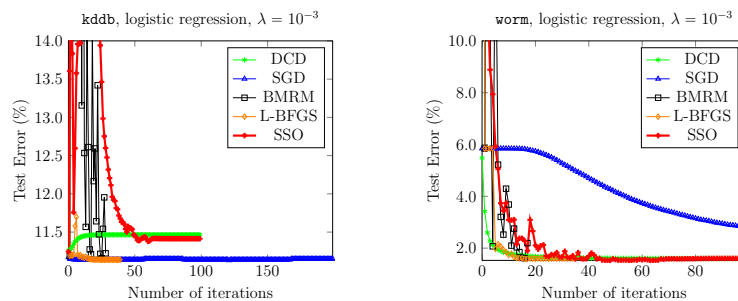 kddb, logistic regression, λ = 10⁻³
14.0
13.5
13.0
12.5
12.0
11.5
Test Error (%)
0
50
100
150
Number of iterations
DCD
SGD
BMRM
L-BFGS
SSO
worm, logistic regression, λ = 10⁻³
10.0
8.0
6.0
4.0
2.0
Test Error (%)
0
20
40
60
80
Number of iterations
DCD
SGD
BMRM
L-BFGS
SSO